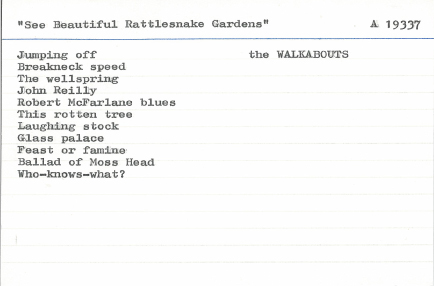 "See Beautiful Rattlesnake Gardens" A 19337
Jumping off the WALKABOUTS
Breakneck speed
The wellspring
John Reilly
Robert McFarlane blues
This rotten tree
Laughing stock
Glass palace
Feast or famine
Ballad of Moss Head
Who-knows-what?